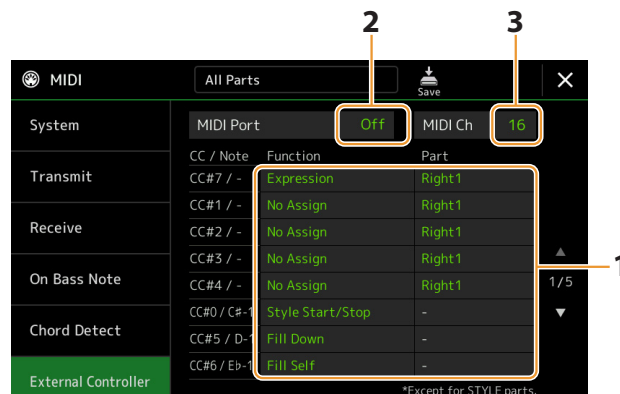 2 3
MIDI All Parts Save ×
System
Transmit
Receive
On Bass Note
Chord Detect
External Controller
MIDI Port Off MIDI Ch 16
CC / Note Function Part
CC#7 / - Expression Right1
CC#1 / - No Assign Right1
CC#2 / - No Assign Right1
CC#3 / - No Assign Right1
CC#4 / - No Assign Right1
CC#0 / C#-1 Style Start/Stop -
CC#5 / D-1 Fill Down -
CC#6 / E♭-1 Fill Self -
*Except for STYLE parts.
▲
1/5
▼
1